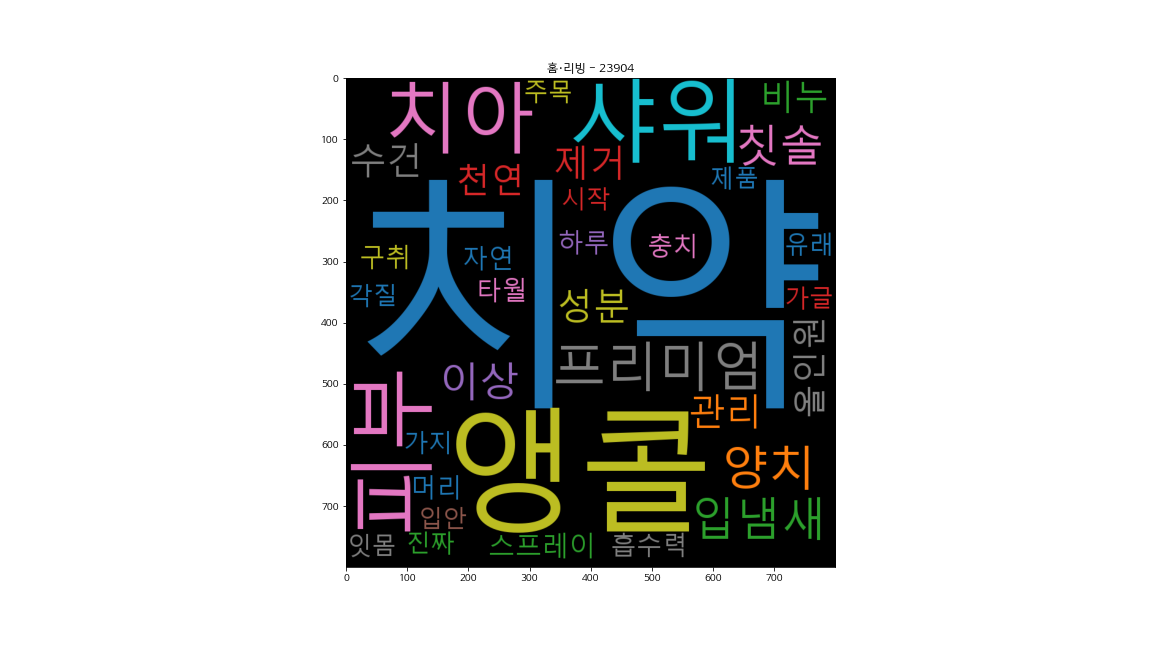 홈·리빙 – 23904
치아
주목
샤워
비누
칫솔
수건
천연
제거
제품
시작
치약
구취
자연
하루
충치
유래
각질
타월
성분
가글
올인원
이상
프리미엄
관리
가지
앵콜
양치
머리
입안
입냄새
잇몸
진짜
스프레이
흡수력
0
100
200
300
400
500
600
700
0
100
200
300
400
500
600
700